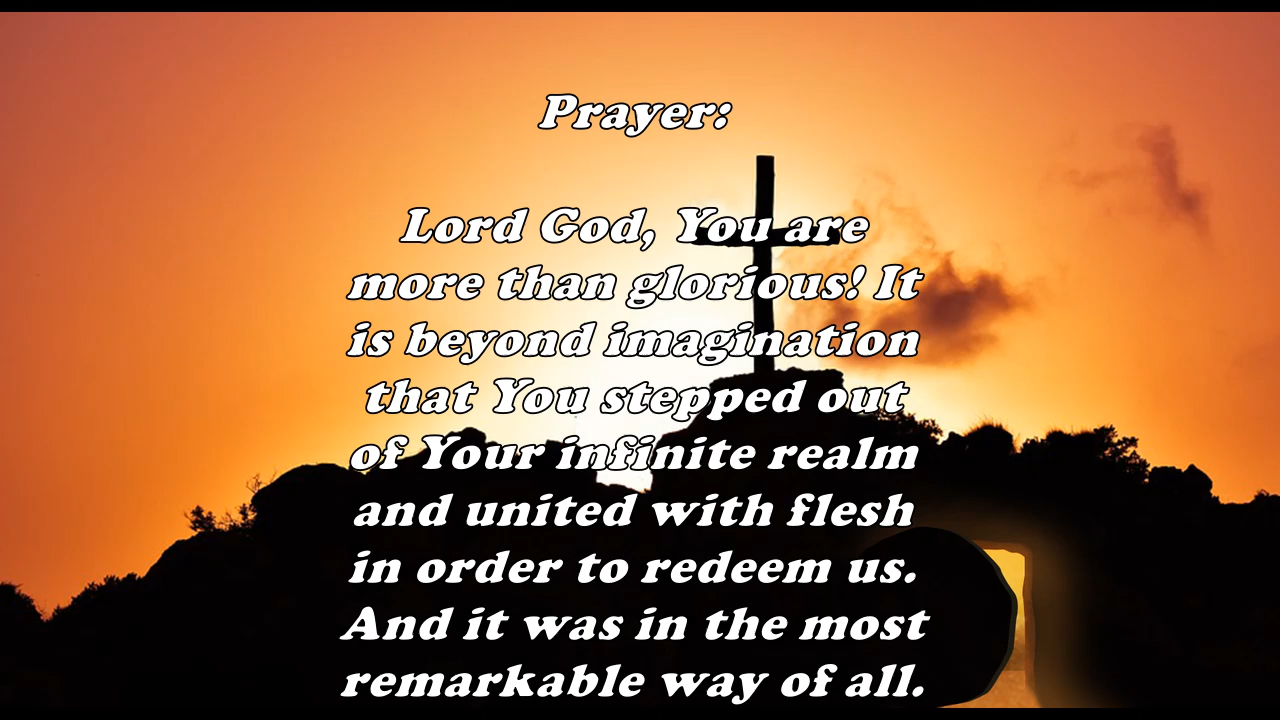 Prayer:
Lord God, You are
more than glorious! It
is beyond imagination
that You stepped out
of Your infinite realm
and united with flesh
in order to redeem us.
And it was in the most
remarkable way of all.